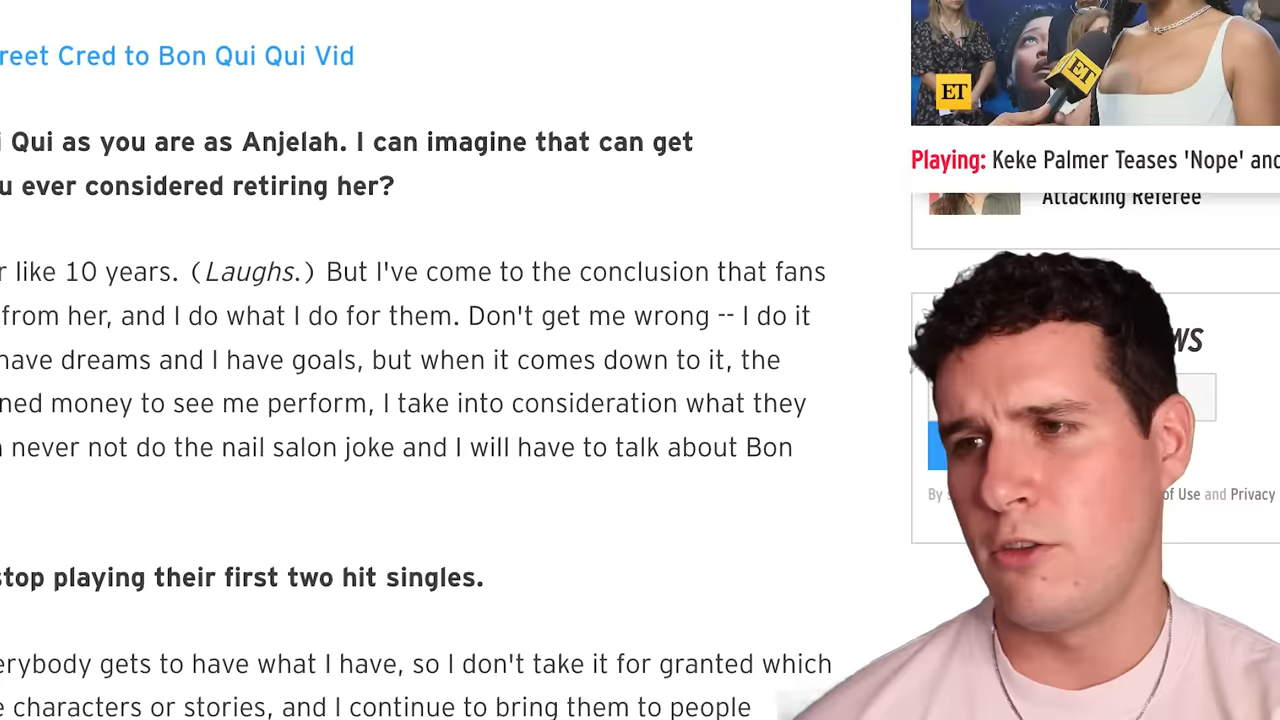 reet Cred to Bon Qui Qui Vid
i Qui as you are as Anjelah. I can imagine that can get
u ever considered retiring her?
r like 10 years. (Laughs.) But I've come to the conclusion that fans
from her, and I do what I do for them. Don't get me wrong -- I do it
have dreams and I have goals, but when it comes down to it, the
ned money to see me perform, I take into consideration what they
n never not do the nail salon joke and I will have to talk about Bon
stop playing their first two hit singles.
erybody gets to have what I have, so I don't take it for granted which
e characters or stories, and I continue to bring them to people
ET
ET
Playing: Keke Palmer Teases 'Nope' and
Attacking Referee
WS
By s
of Use and Privacy